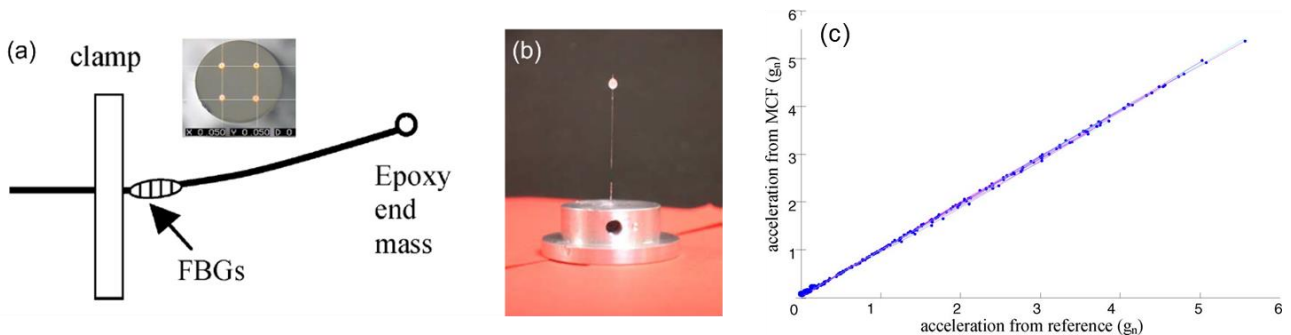 (a)
clamp
X 0.050 Y 0.050 D 0
FBGs
Epoxy
end
mass
(b)
(c)
acceleration from MCF (gn)
6
5
4
3
2
1
0
0
1
2
3
4
5
6
acceleration from reference (gn)